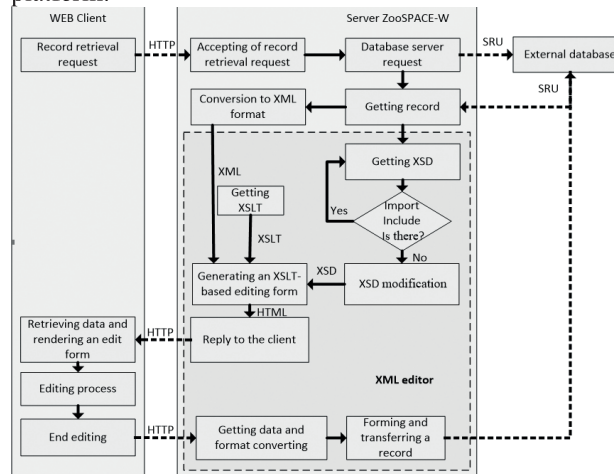 platform.
WEB Client
Server ZooSPACE-W
Record retrieval
request
HTTP
Accepting of record
retrieval request
Database server
request
SRU
External database
Conversion to XML
format
Getting record
SRU
Getting XSD
XML
Getting
XSLT
Yes
Import
Include
Is there?
XSLT
No
XSD
Generating an XSLT-
based editing form
XSD modification
HTML
Retrieving data and
rendering an edit
form
HTTP
Reply to the client
Editing process
XML editor
End editing
HTTP
Getting data and
format converting
Forming and
transferring a
record